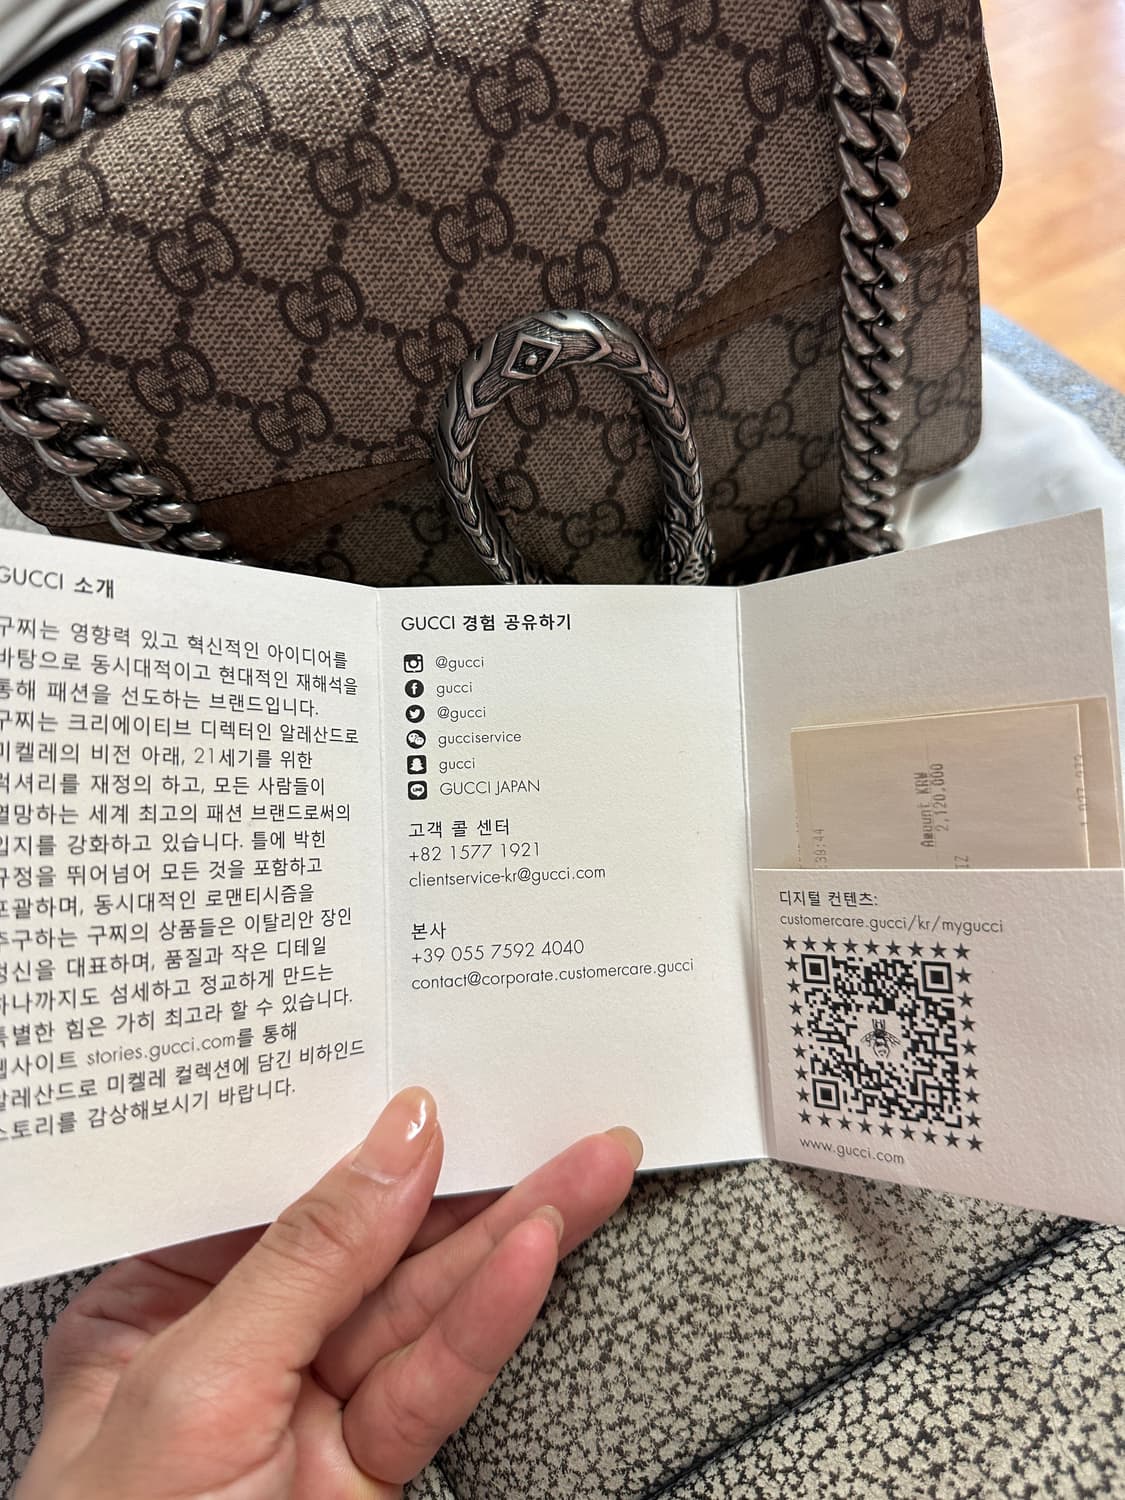 GUCCI 소개
구찌는 영향력 있고 혁신적인 아이디어를
바탕으로 동시대적이고 현대적인 재해석을
통해 패션을 선도하는 브랜드입니다.
구찌는 크리에이티브 디렉터인 알레산드로
미켈레의 비전 아래, 21세기를 위한
럭셔리를 재정의 하고, 모든 사람들이
열망하는 세계 최고의 패션 브랜드로써의
입지를 강화하고 있습니다. 틀에 박힌
규정을 뛰어넘어 모든 것을 포함하고
포괄하며, 동시대적인 로맨티시즘을
추구하는 구찌의 상품들은 이탈리안 장인
정신을 대표하며, 품질과 작은 디테일
하나까지도 섬세하고 정교하게 만드는
특별한 힘은 가히 최고라 할 수 있습니다.
웹사이트 stories.gucci.com를 통해
알레산드로 미켈레 컬렉션에 담긴 비하인드
스토리를 감상해보시기 바랍니다.
GUCCI 경험 공유하기
@gucci
gucci
@gucci
gucciservice
gucci
GUCCI JAPAN
고객 콜 센터
+82 1577 1921
clientservice-kr@gucci.com
본사
+39 055 7592 4040
contact@corporate.customercare.gucci
Amount KRW
2,120,000
:39:44
디지털 컨텐츠:
customercare.gucci/kr/mygucci
www.gucci.com